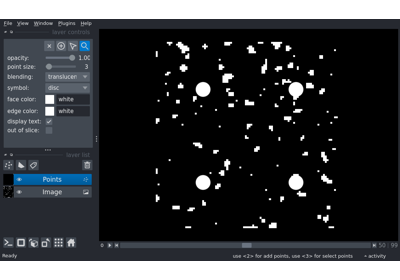 File View Window Plugins Help
layer controls
opacity: 1.00
point size: 3
blending: translucen
symbol: disc
face color: white
edge color: white
display text:
out of slice:
layer list
Points
Image
0 50 99
Ready use <2> for add points, use <3> for select points activity